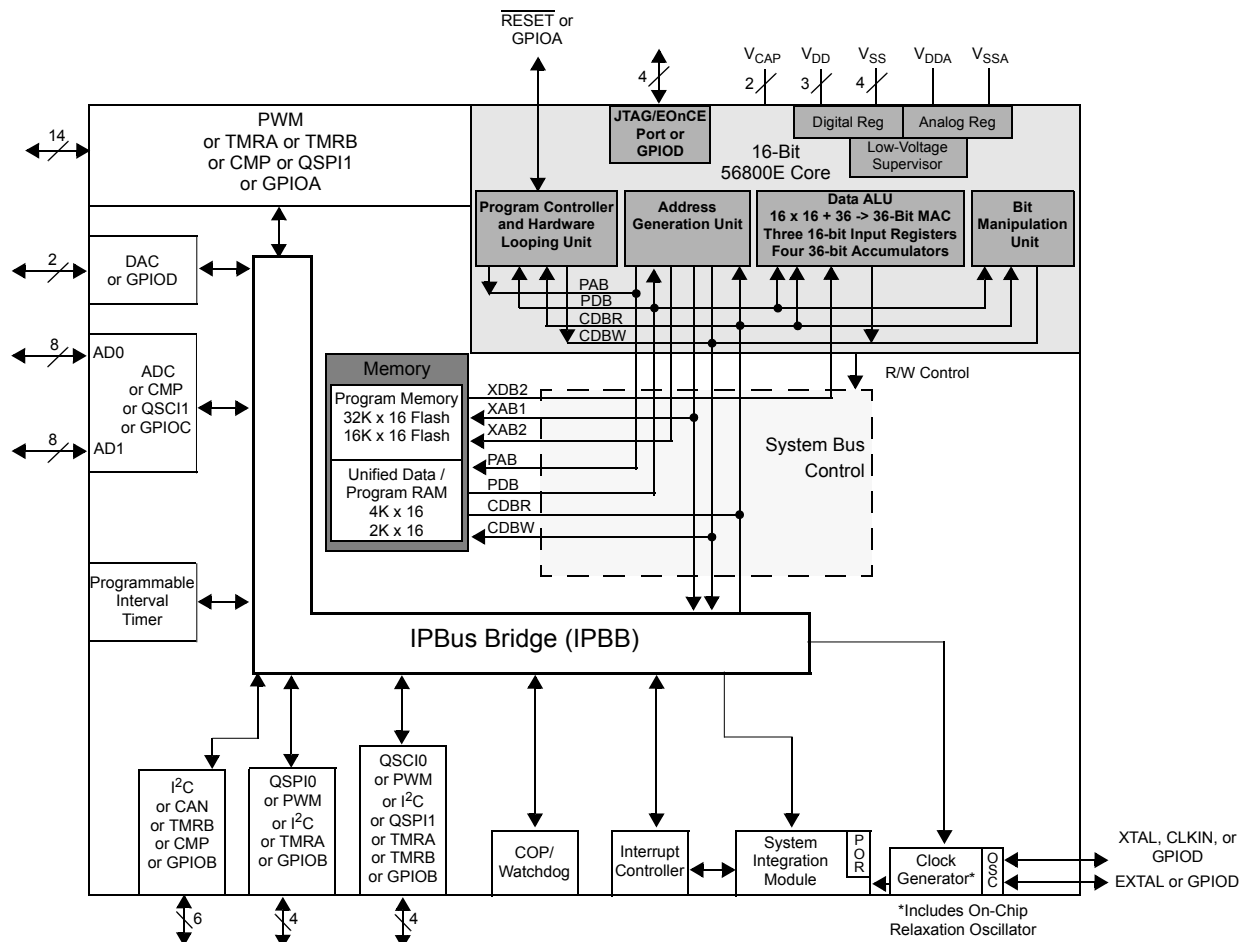 RESET or
GPIOA
4
VCAP
VDD
VSS
VDDA
VSSA
2
3
4
PWM
or TMRA or TMRB
or CMP or QSPI1
or GPIOA
14
JTAG/EOnCE
Port or
GPIOD
Digital Reg
Analog Reg
Low-Voltage
Supervisor
16-Bit
56800E Core
Program Controller
and Hardware
Looping Unit
Address
Generation Unit
Data ALU
16 x 16 + 36 -> 36-Bit MAC
Three 16-bit Input Registers
Four 36-bit Accumulators
Bit
Manipulation
Unit
2
DAC
or GPIOD
PAB
PDB
CDBR
CDBW
8
AD0
ADC
or CMP
or QSCI1
or GPIOC
8
AD1
Memory
Program Memory
32K x 16 Flash
16K x 16 Flash
Unified Data /
Program RAM
4K x 16
2K x 16
XDB2
XAB1
XAB2
PAB
PDB
CDBR
CDBW
R/W Control
System Bus
Control
Programmable
Interval
Timer
IPBus Bridge (IPBB)
I2C
or CAN
or TMRB
or CMP
or GPIOB
QSPI0
or PWM
or I2C
or TMRA
or GPIOB
QSCI0
or PWM
or I2C
or QSPI1
or TMRA
or TMRB
or GPIOB
COP/
Watchdog
Interrupt
Controller
System
Integration
Module
POR
Clock
Generator*
OSC
XTAL, CLKIN, or
GPIOD
EXTAL or GPIOD
*Includes On-Chip
Relaxation Oscillator
6
4
4